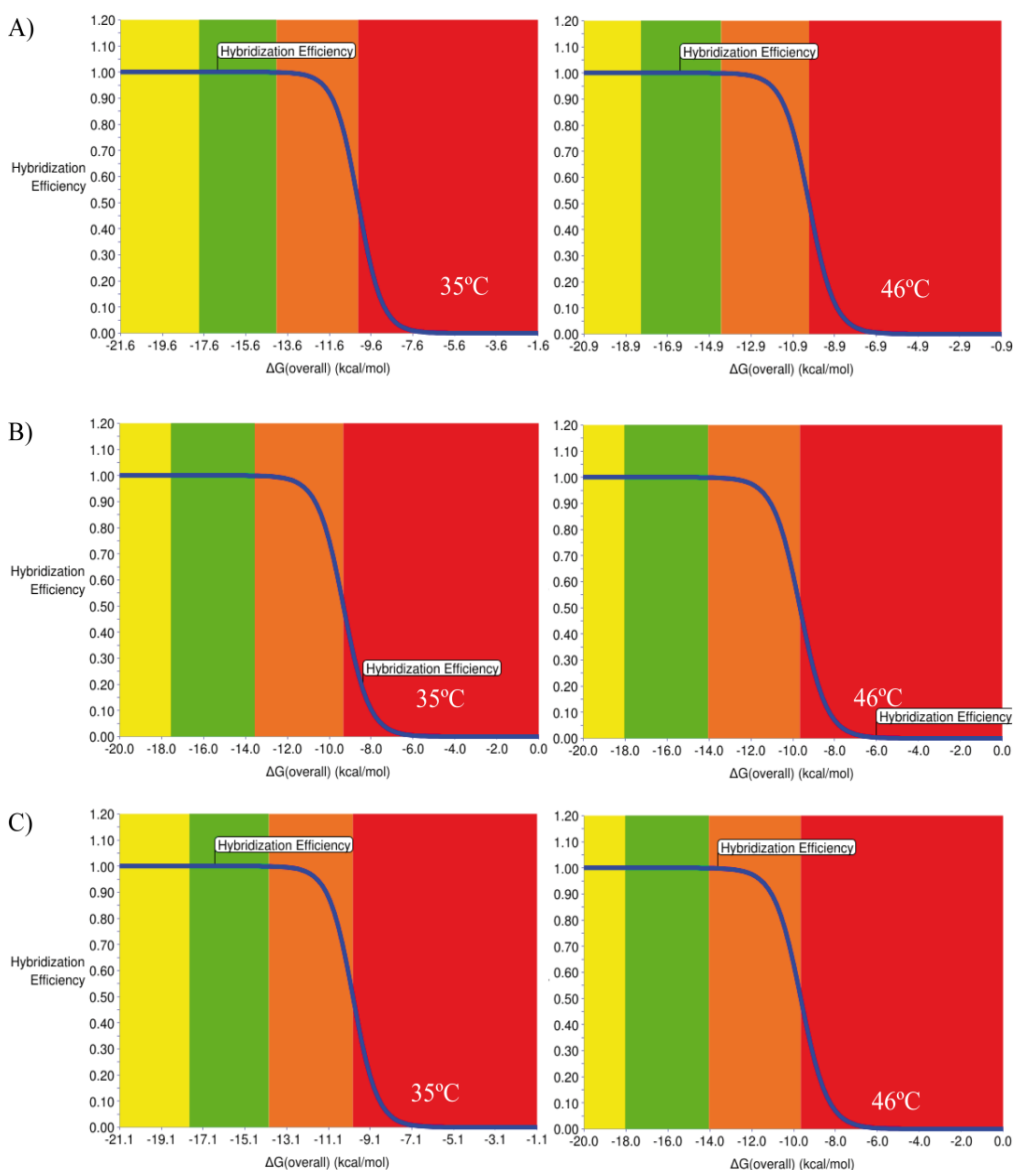 A)
1.20
1.10
1.00
0.90
0.80
0.70
0.60
0.50
0.40
0.30
0.20
0.10
0.00
Hybridization
Efficiency
Hybridization Efficiency
35ºC
-21.6 -19.6 -17.6 -15.6 -13.6 -11.6 -9.6 -7.6 -5.6 -3.6 -1.6
ΔG(overall) (kcal/mol)
1.20
1.10
1.00
0.90
0.80
0.70
0.60
0.50
0.40
0.30
0.20
0.10
0.00
Hybridization Efficiency
46ºC
-20.9 -18.9 -16.9 -14.9 -12.9 -10.9 -8.9 -6.9 -4.9 -2.9 -0.9
ΔG(overall) (kcal/mol)
B)
1.20
1.10
1.00
0.90
0.80
0.70
0.60
0.50
0.40
0.30
0.20
0.10
0.00
Hybridization
Efficiency
Hybridization Efficiency
35ºC
-20.0 -18.0 -16.0 -14.0 -12.0 -10.0 -8.0 -6.0 -4.0 -2.0 0.0
ΔG(overall) (kcal/mol)
1.20
1.10
1.00
0.90
0.80
0.70
0.60
0.50
0.40
0.30
0.20
0.10
0.00
46ºC
Hybridization Efficiency
-20.0 -18.0 -16.0 -14.0 -12.0 -10.0 -8.0 -6.0 -4.0 -2.0 0.0
ΔG(overall) (kcal/mol)
C)
1.20
1.10
1.00
0.90
0.80
0.70
0.60
0.50
0.40
0.30
0.20
0.10
0.00
Hybridization
Efficiency
Hybridization Efficiency
35ºC
-21.1 -19.1 -17.1 -15.1 -13.1 -11.1 -9.1 -7.1 -5.1 -3.1 -1.1
ΔG(overall) (kcal/mol)
1.20
1.10
1.00
0.90
0.80
0.70
0.60
0.50
0.40
0.30
0.20
0.10
0.00
Hybridization Efficiency
46ºC
-20.0 -18.0 -16.0 -14.0 -12.0 -10.0 -8.0 -6.0 -4.0 -2.0 0.0
ΔG(overall) (kcal/mol)